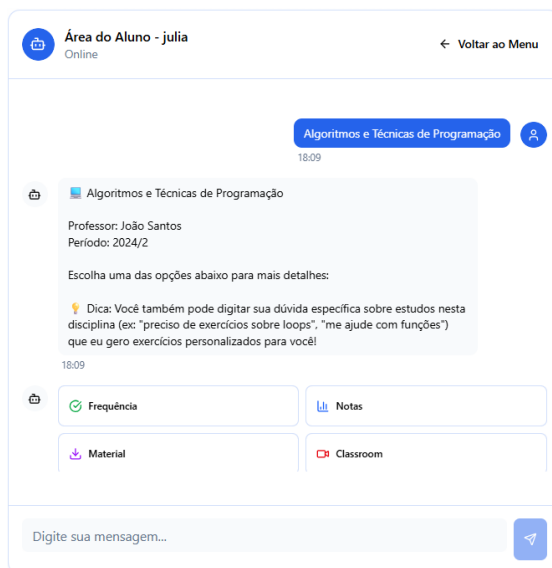 Área do Aluno - julia
Online
← Voltar ao Menu
Algoritmos e Técnicas de Programação
18:09
💻 Algoritmos e Técnicas de Programação
Professor: João Santos
Período: 2024/2
Escolha uma das opções abaixo para mais detalhes:
💡 Dica: Você também pode digitar sua dúvida específica sobre estudos nesta
disciplina (ex: "preciso de exercícios sobre loops", "me ajude com funções")
que eu gero exercícios personalizados para você!
18:09
Frequência
Notas
Material
Classroom
Digite sua mensagem...